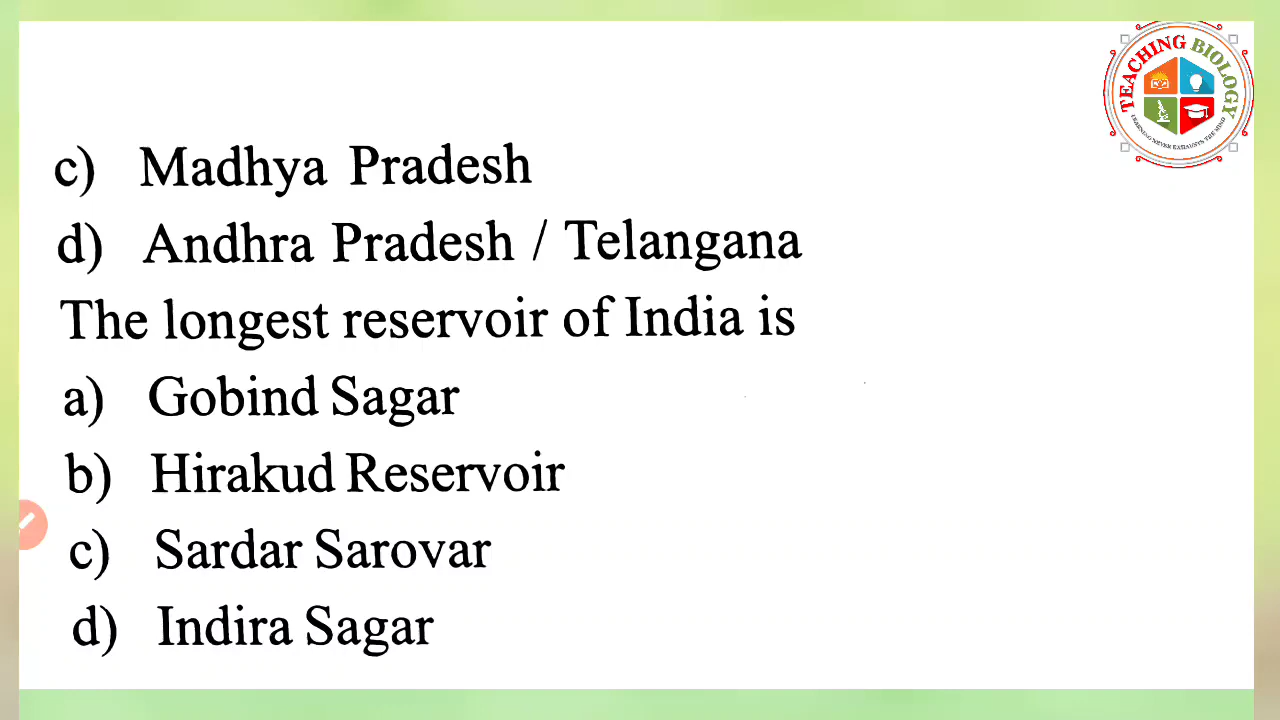 TEACHING BIOLOGY
c) Madhya Pradesh
d) Andhra Pradesh / Telangana
The longest reservoir of India is
a) Gobind Sagar
b) Hirakud Reservoir
c) Sardar Sarovar
d) Indira Sagar